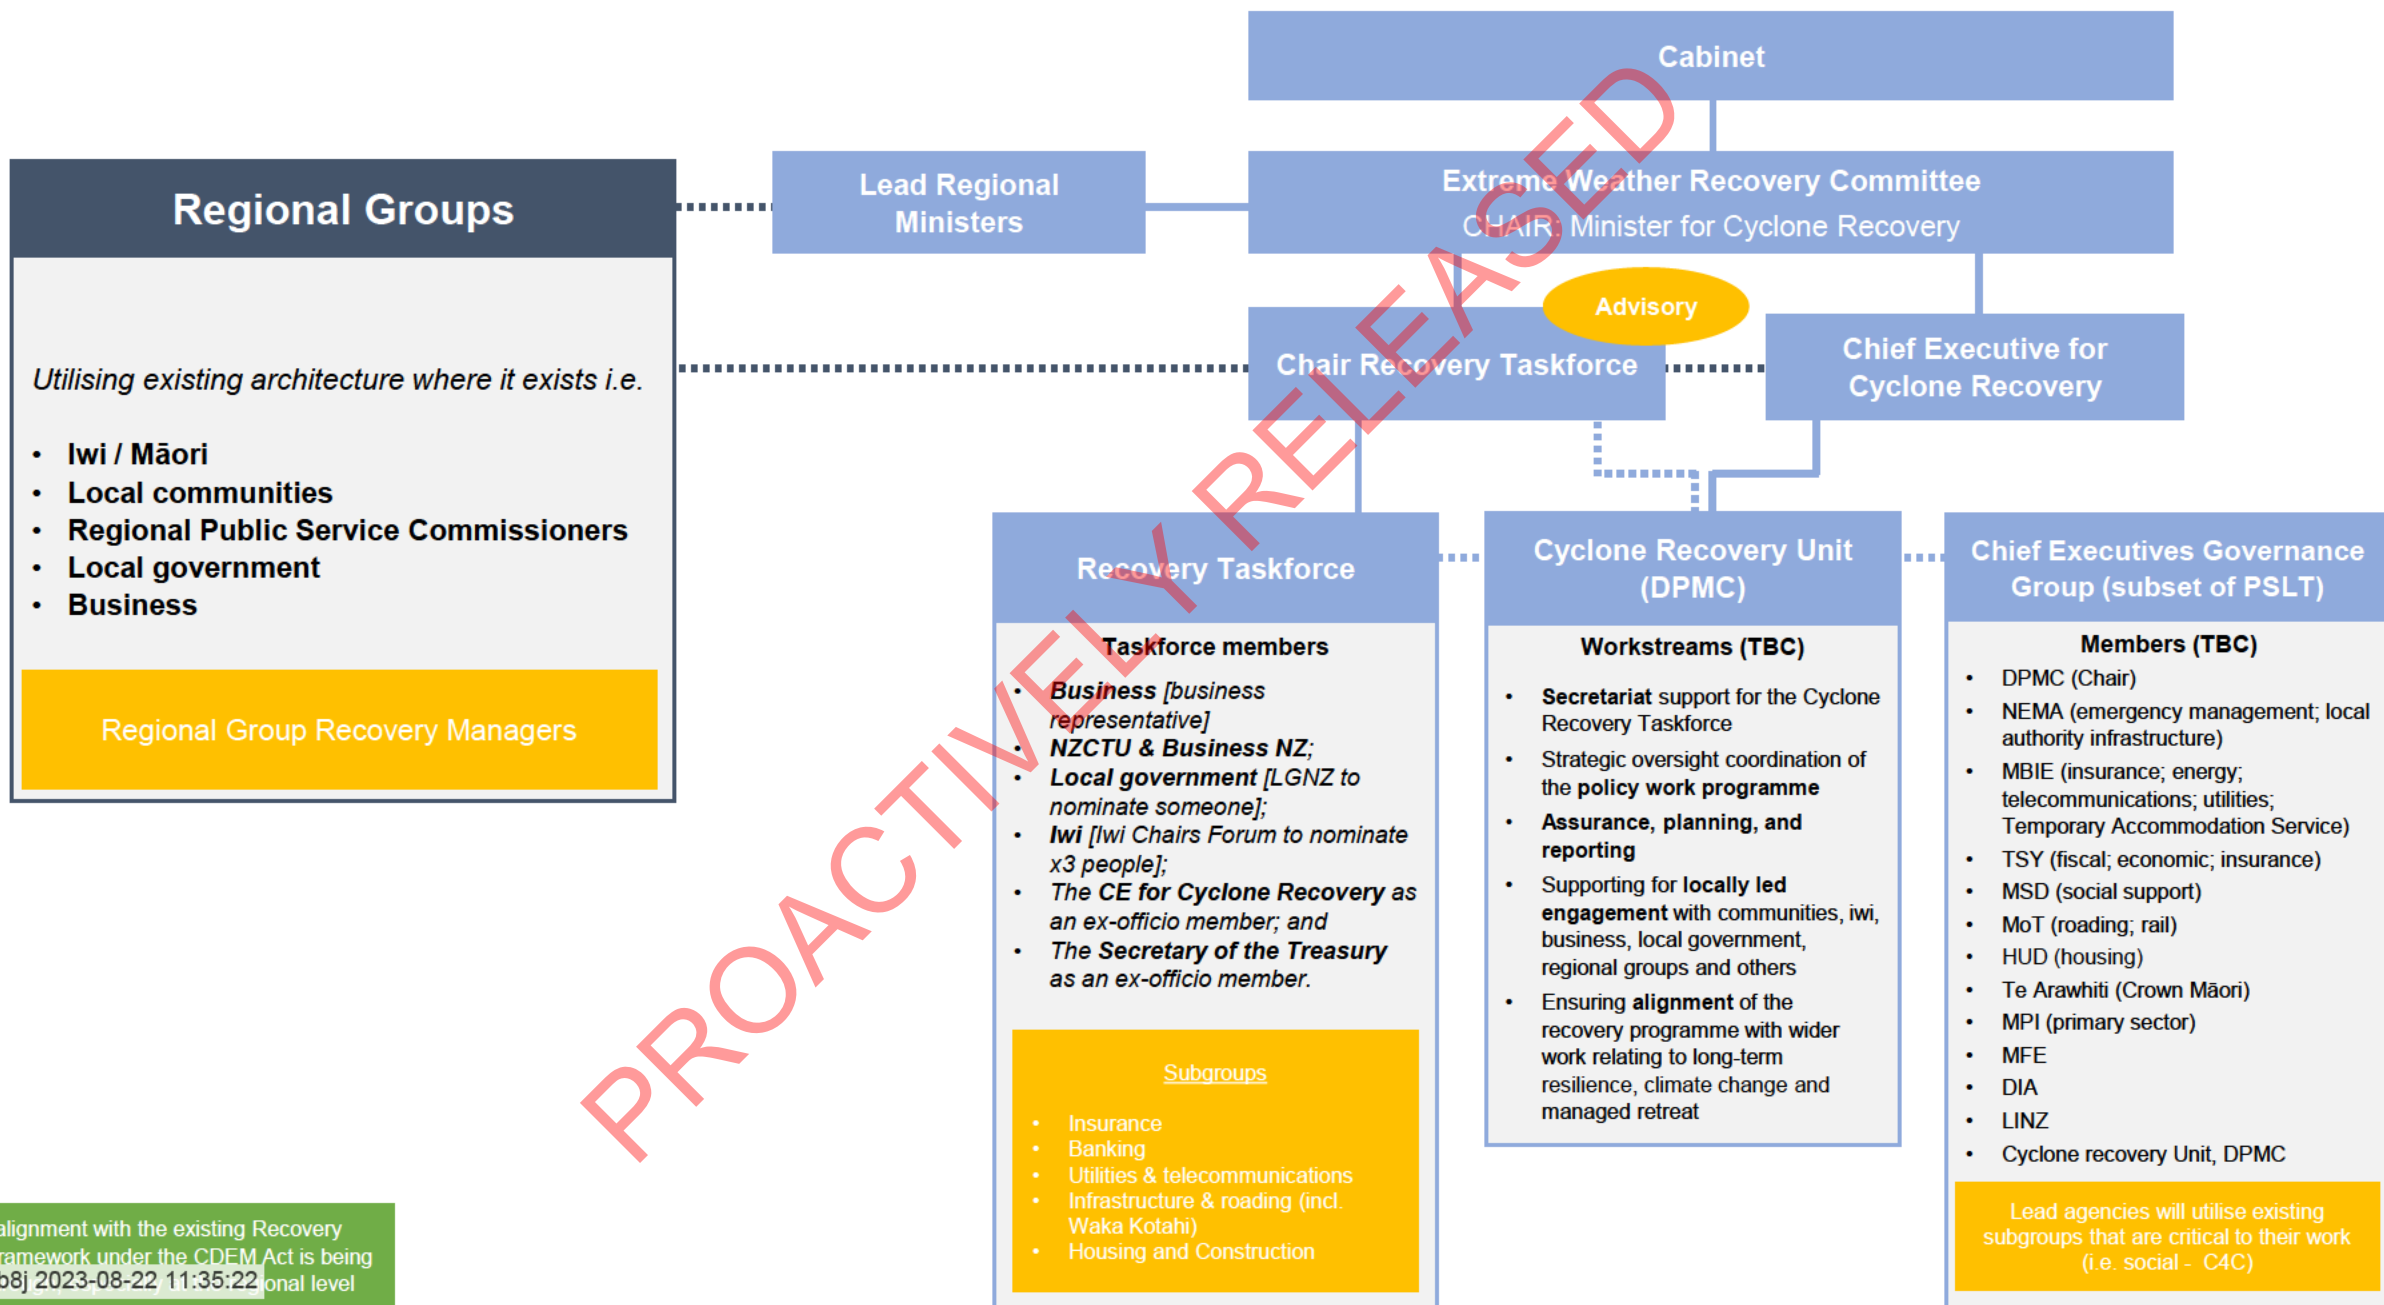 Cabinet
Regional Groups
Lead Regional
Ministers
Extreme Weather Recovery Committee
CHAIR: Minister for Cyclone Recovery
Advisory
Chair Recovery Taskforce
Chief Executive for
Cyclone Recovery
Utilising existing architecture where it exists i.e.
• Iwi / Māori
• Local communities
• Regional Public Service Commissioners
• Local government
• Business
Regional Group Recovery Managers
Recovery Taskforce
Taskforce members
• Business [business
representative]
• NZCTU & Business NZ;
• Local government [LGNZ to
nominate someone];
• Iwi [Iwi Chairs Forum to nominate
x3 people];
• The CE for Cyclone Recovery as
an ex-officio member; and
• The Secretary of the Treasury
as an ex-officio member.
Subgroups
• Insurance
• Banking
• Utilities & telecommunications
• Infrastructure & roading (incl.
Waka Kotahi)
• Housing and Construction
Cyclone Recovery Unit
(DPMC)
Workstreams (TBC)
• Secretariat support for the Cyclone
Recovery Taskforce
• Strategic oversight coordination of
the policy work programme
• Assurance, planning, and
reporting
• Supporting for locally led
engagement with communities, iwi,
business, local government,
regional groups and others
• Ensuring alignment of the
recovery programme with wider
work relating to long-term
resilience, climate change and
managed retreat
Chief Executives Governance
Group (subset of PSLT)
Members (TBC)
• DPMC (Chair)
• NEMA (emergency management; local
authority infrastructure)
• MBIE (insurance; energy;
telecommunications; utilities;
Temporary Accommodation Service)
• TSY (fiscal; economic; insurance)
• MSD (social support)
• MoT (roading; rail)
• HUD (housing)
• Te Arawhiti (Crown Māori)
• MPI (primary sector)
• MFE
• DIA
• LINZ
• Cyclone recovery Unit, DPMC
Lead agencies will utilise existing
subgroups that are critical to their work
(i.e. social - C4C)
alignment with the existing Recovery
ramework under the CDEM Act is being
b8j 2023-08-22 11:35:22
onal level
PROACTIVELY RELEASED